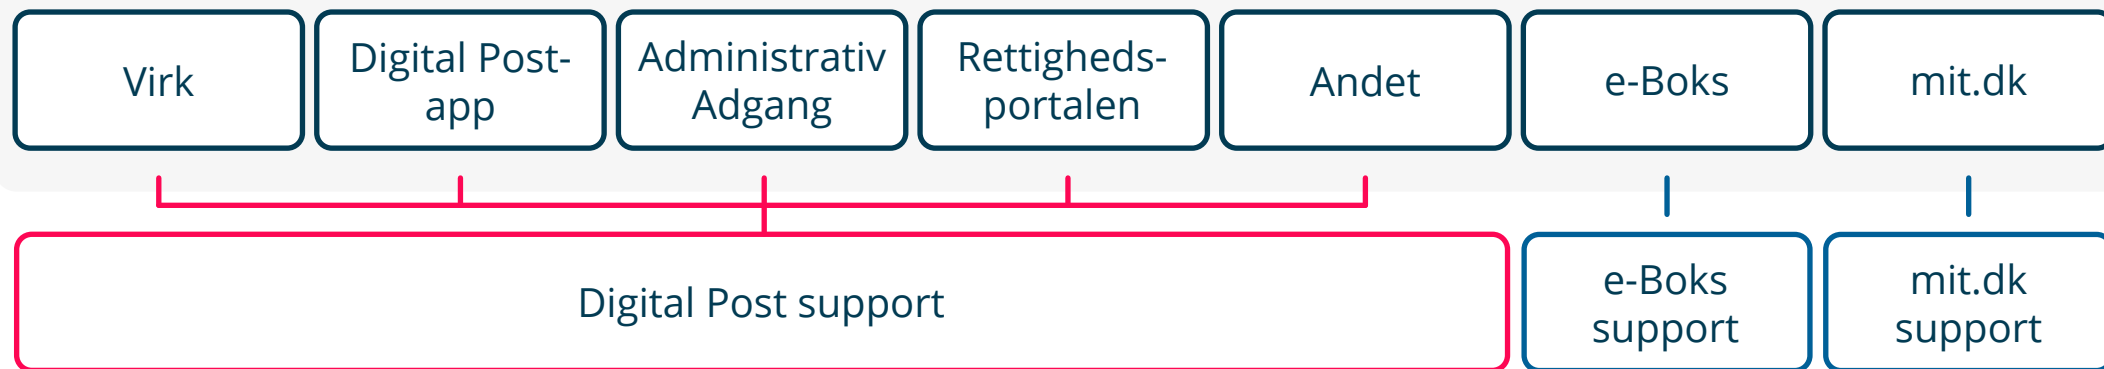 Virk
Digital Post-
app
Administrativ
Adgang
Rettigheds-
portalen
Andet
e-Boks
mit.dk
Digital Post support
e-Boks
support
mit.dk
support